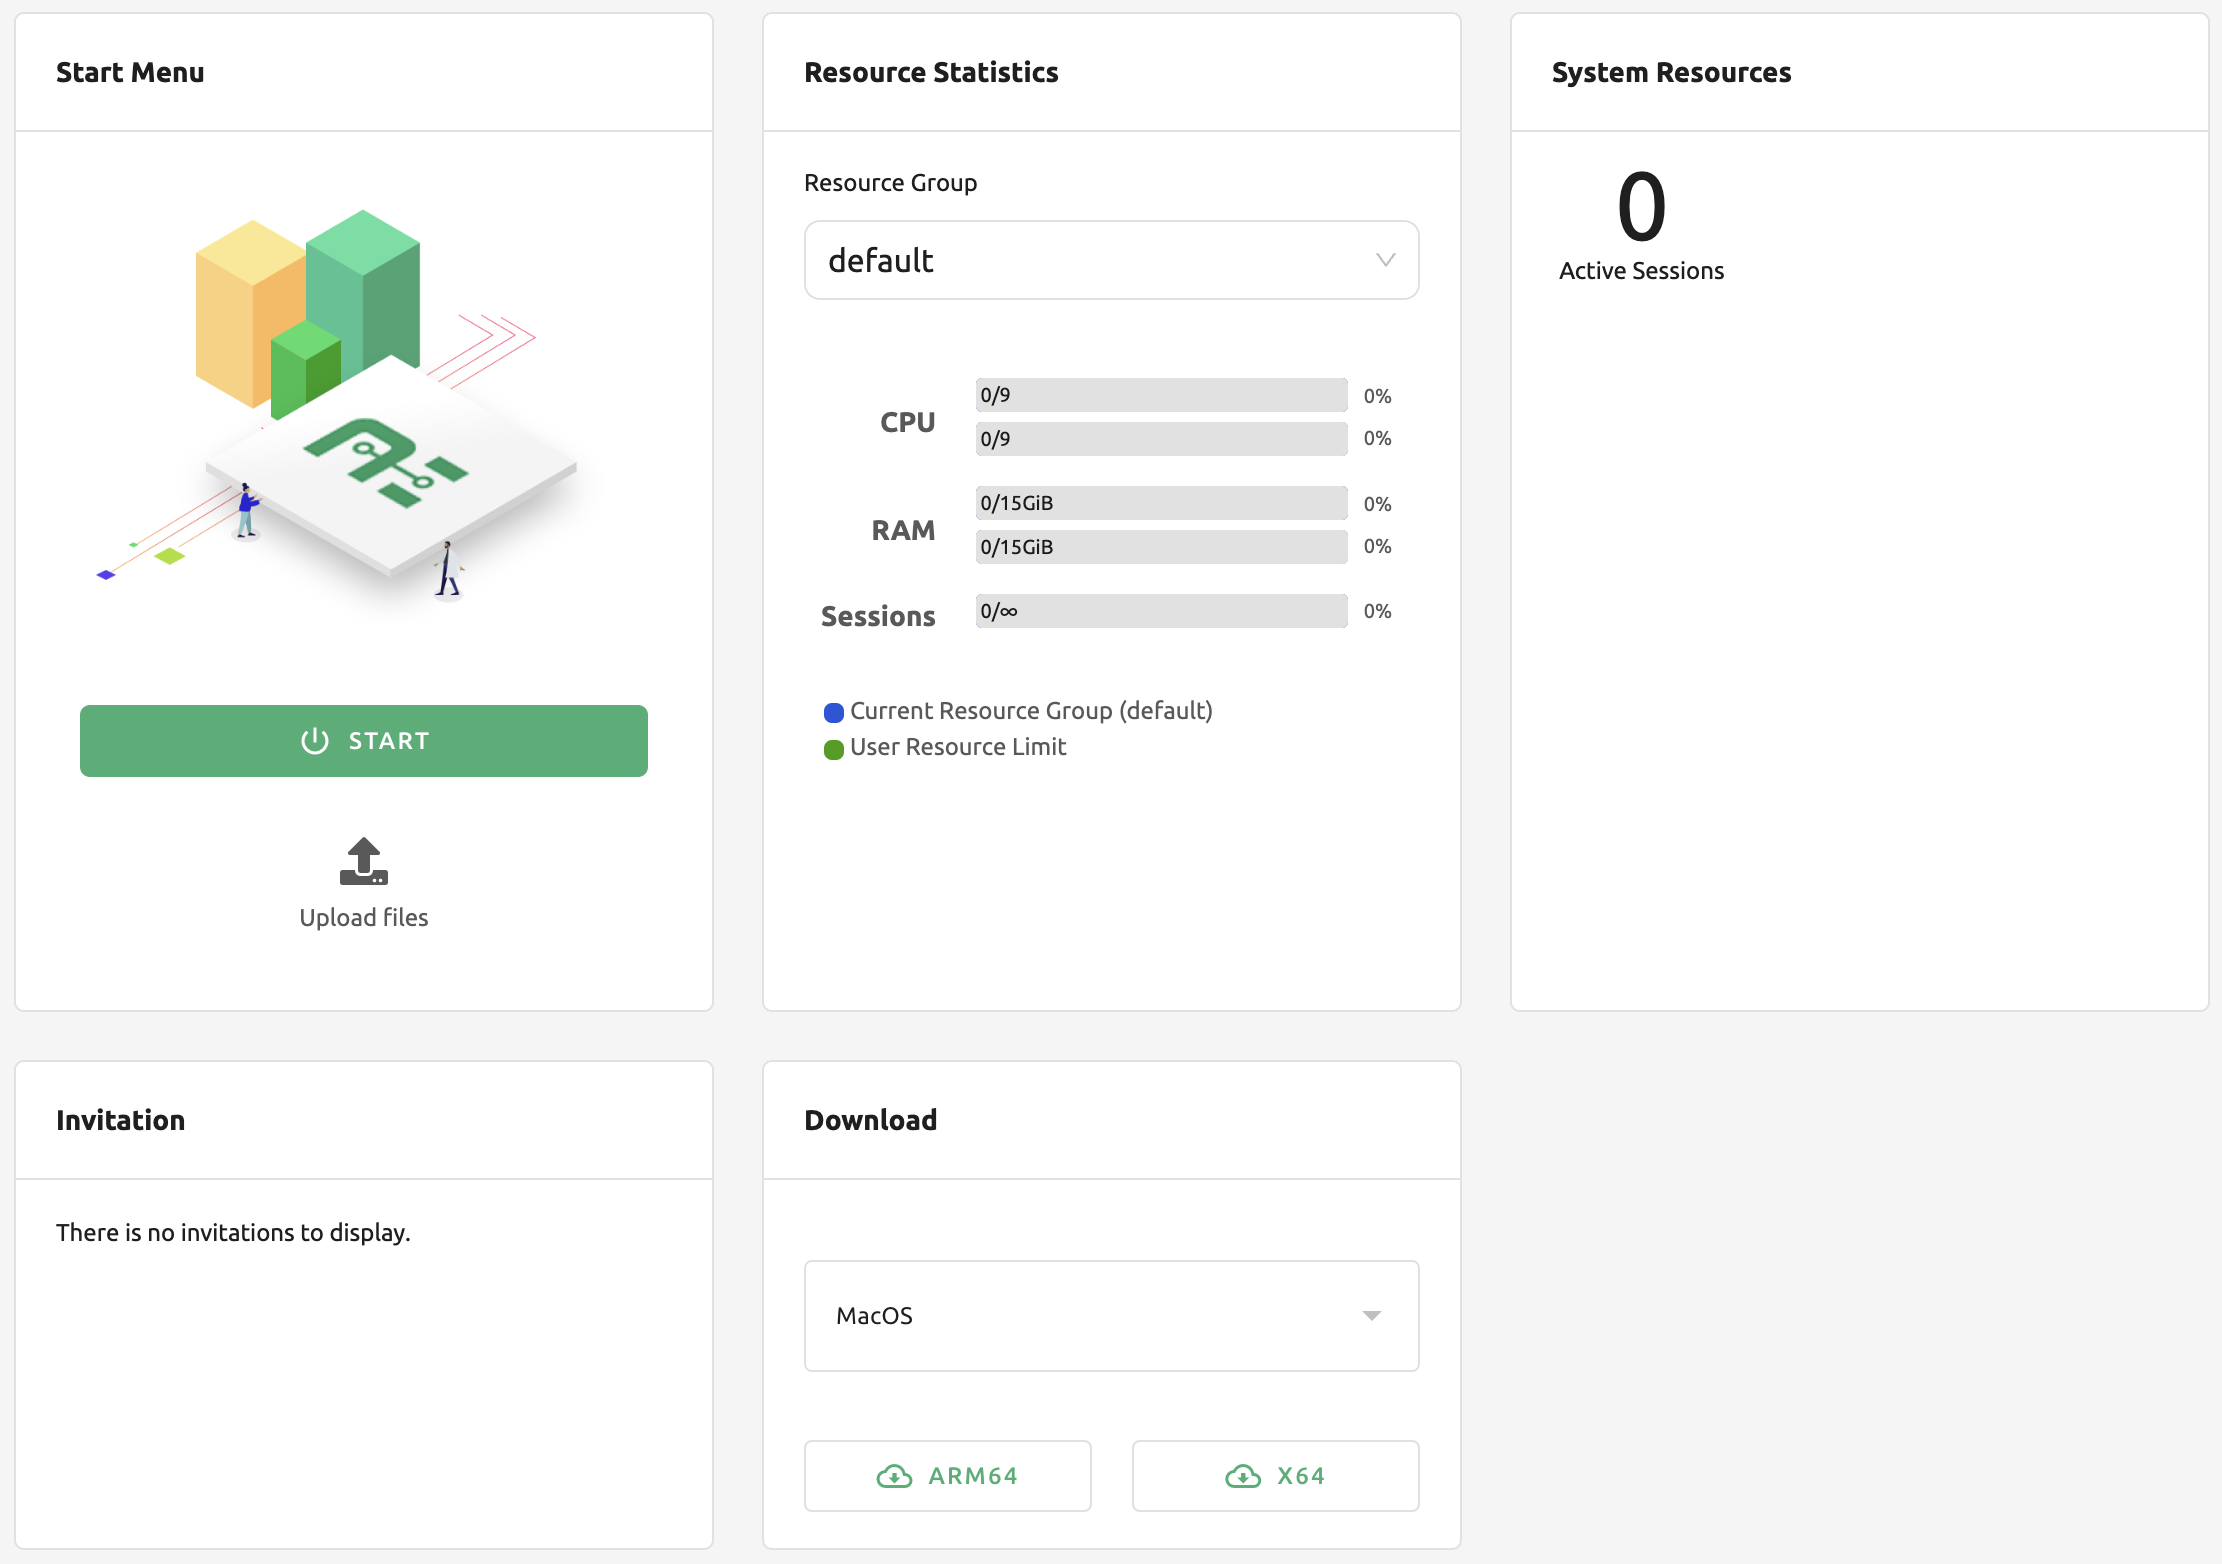 Start Menu
START
Upload files
Resource Statistics
Resource Group
default
CPU
0/9
0%
0/9
0%
RAM
0/15GiB
0%
0/15GiB
0%
Sessions
0/∞
0%
Current Resource Group (default)
User Resource Limit
System Resources
0
Active Sessions
Invitation
There is no invitations to display.
Download
MacOS
ARM64
X64